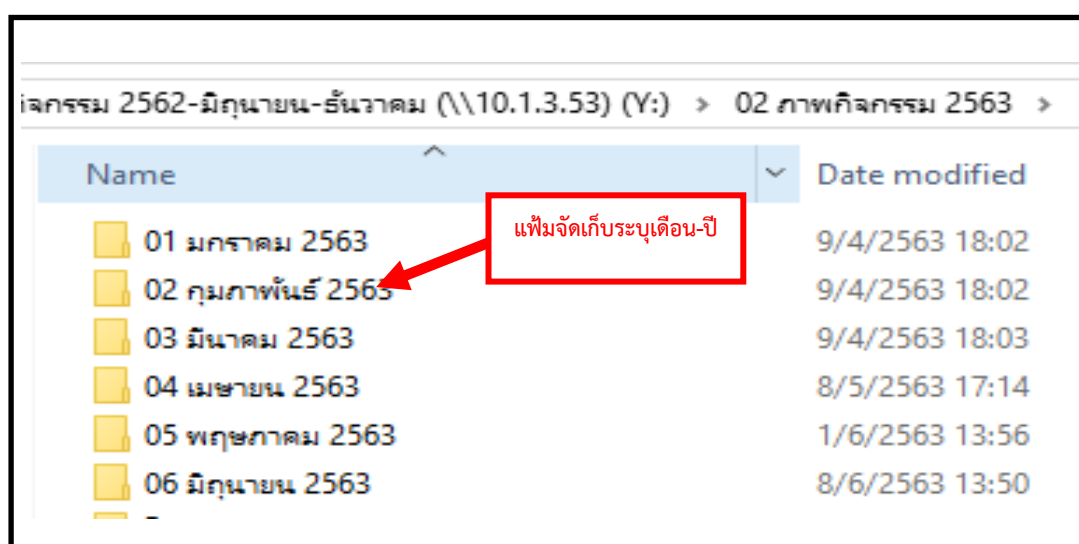 กิจกรรม 2562-มิถุนายน-ธันวาคม (\\10.1.3.53) (Y:) > 02 ภาพกิจกรรม 2563 >
Name Date modified
แฟ้มจัดเก็บระบุเดือน-ปี
01 มกราคม 2563 9/4/2563 18:02
02 กุมภาพันธ์ 2563 9/4/2563 18:02
03 มีนาคม 2563 9/4/2563 18:03
04 เมษายน 2563 8/5/2563 17:14
05 พฤษภาคม 2563 1/6/2563 13:56
06 มิถุนายน 2563 8/6/2563 13:50